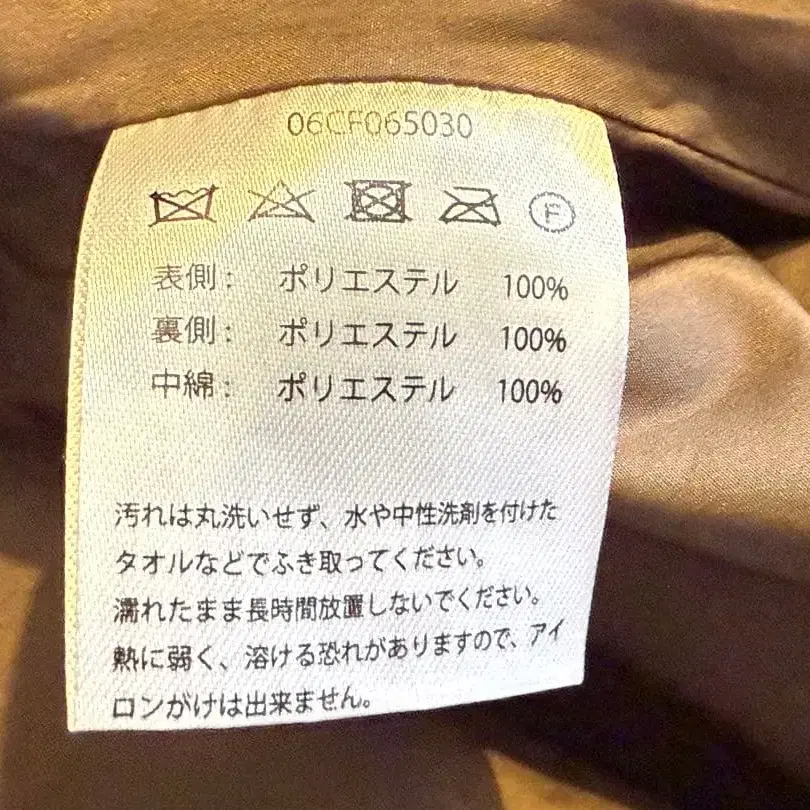 06CF065030
F
表側: ポリエステル 100%
裏側: ポリエステル 100%
中綿: ポリエステル 100%
汚れは丸洗いせず、水や中性洗剤を付けた
タオルなどでふき取ってください。
濡れたまま長時間放置しないでください。
熱に弱く、溶ける恐れがありますので、アイ
ロンがけは出来ません。